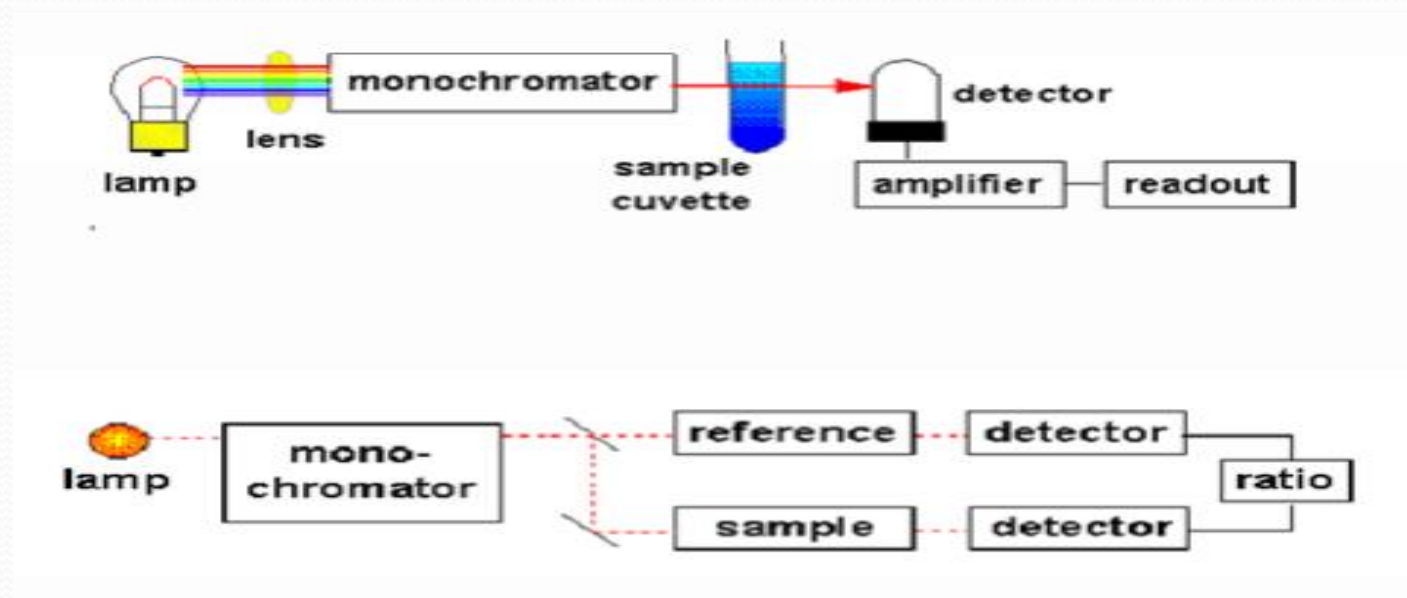 monochromator
detector
lens
sample
cuvette
lamp
amplifier
readout
lamp
mono-
chromator
reference
detector
ratio
sample
detector